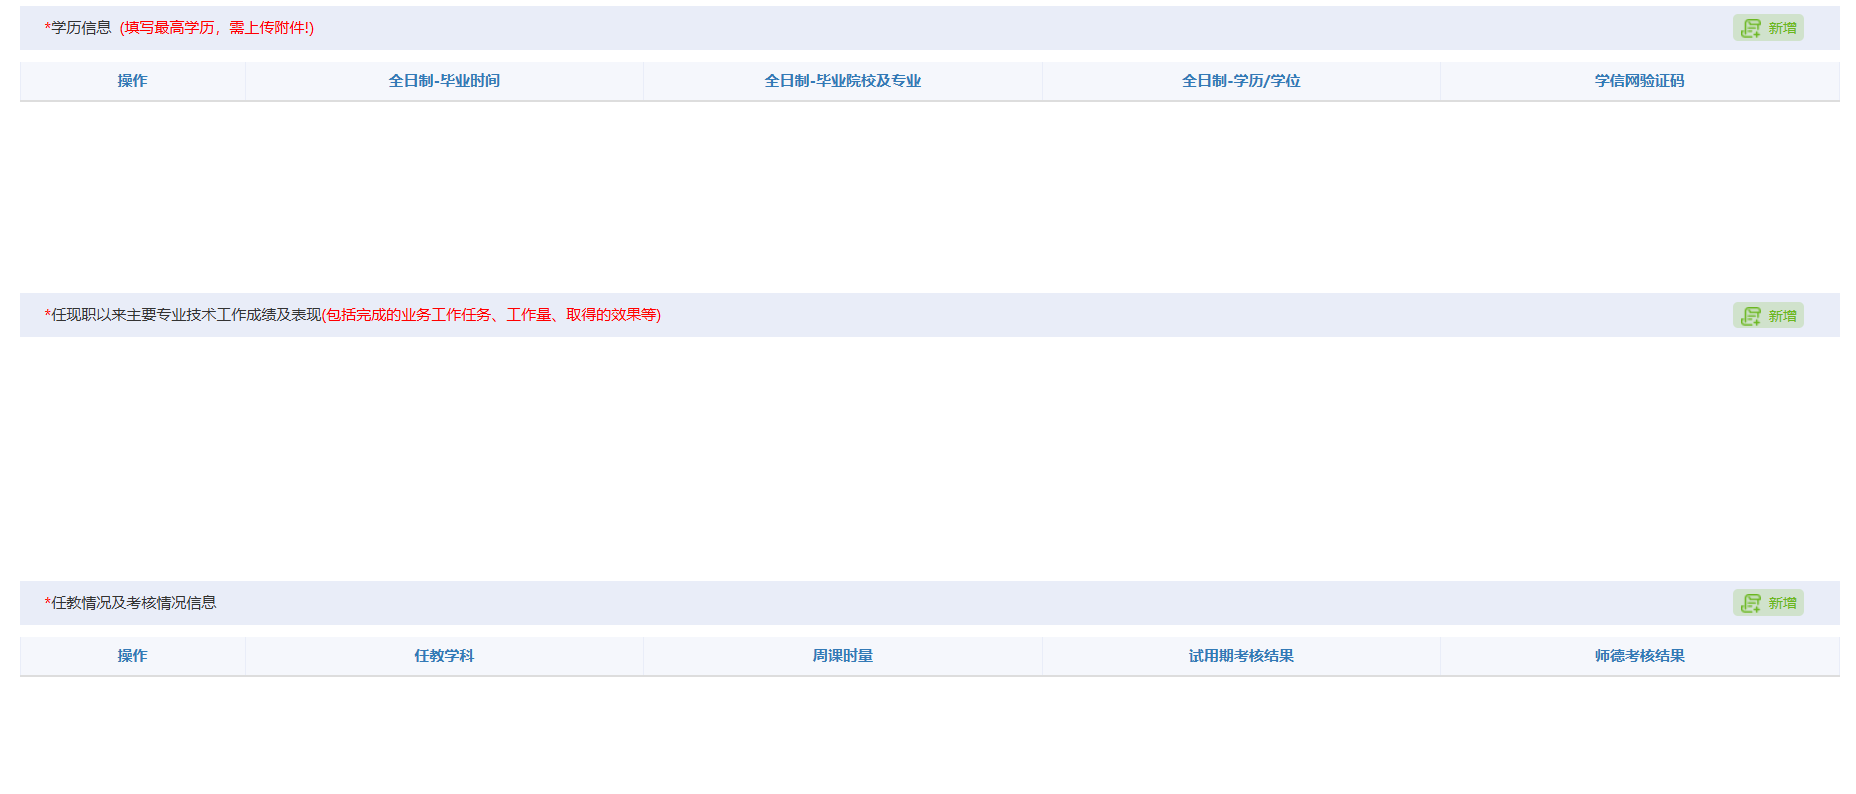 *学历信息 (填写最高学历，需上传附件!) 新增
操作 全日制-毕业时间 全日制-毕业院校及专业 全日制-学历/学位 学信网验证码
*任现职以来主要专业技术工作成绩及表现(包括完成的业务工作任务、工作量、取得的效果等) 新增
*任教情况及考核情况信息 新增
操作 任教学科 周课时量 试用期考核结果 师德考核结果